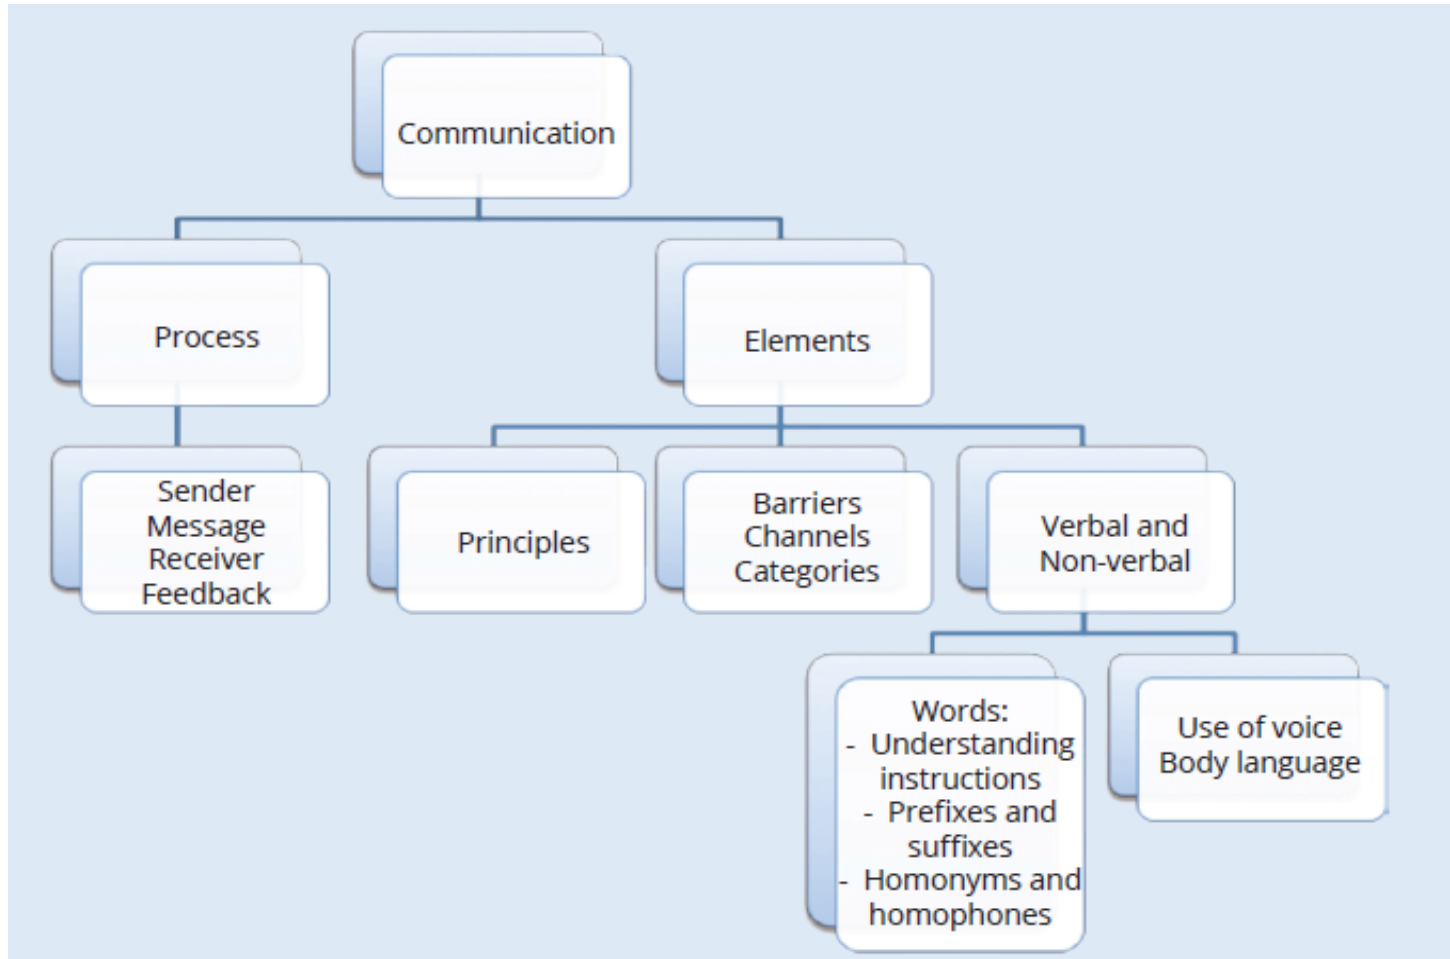 Communication
Process
Elements
Sender
Message
Receiver
Feedback
Principles
Barriers
Channels
Categories
Verbal and
Non-verbal
Words:
- Understanding
instructions
- Prefixes and
suffixes
- Homonyms and
homophones
Use of voice
Body language